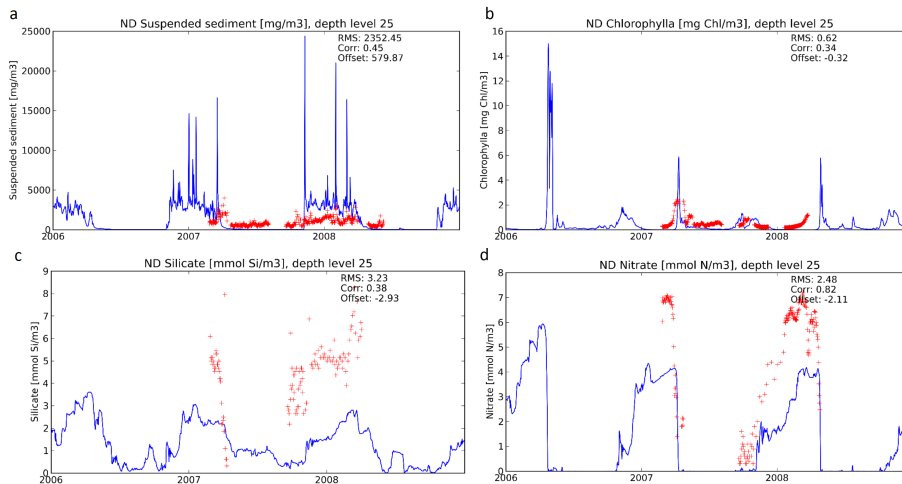 a
ND Suspended sediment [mg/m3], depth level 25
RMS: 2352.45
Corr: 0.45
Offset: 579.87
Suspended sediment [mg/m3]
25000
20000
15000
10000
5000
0
2006
2007
2008
b
ND Chlorophylla [mg Chl/m3], depth level 25
RMS: 0.62
Corr: 0.34
Offset: -0.32
Chlorophylla [mg Chl/m3]
16
14
12
10
8
6
4
2
0
2006
2007
2008
c
ND Silicate [mmol Si/m3], depth level 25
RMS: 3.23
Corr: 0.38
Offset: -2.93
Silicate [mmol Si/m3]
9
8
7
6
5
4
3
2
1
0
2006
2007
2008
d
ND Nitrate [mmol N/m3], depth level 25
RMS: 2.48
Corr: 0.82
Offset: -2.11
Nitrate [mmol N/m3]
8
7
6
5
4
3
2
1
0
2006
2007
2008